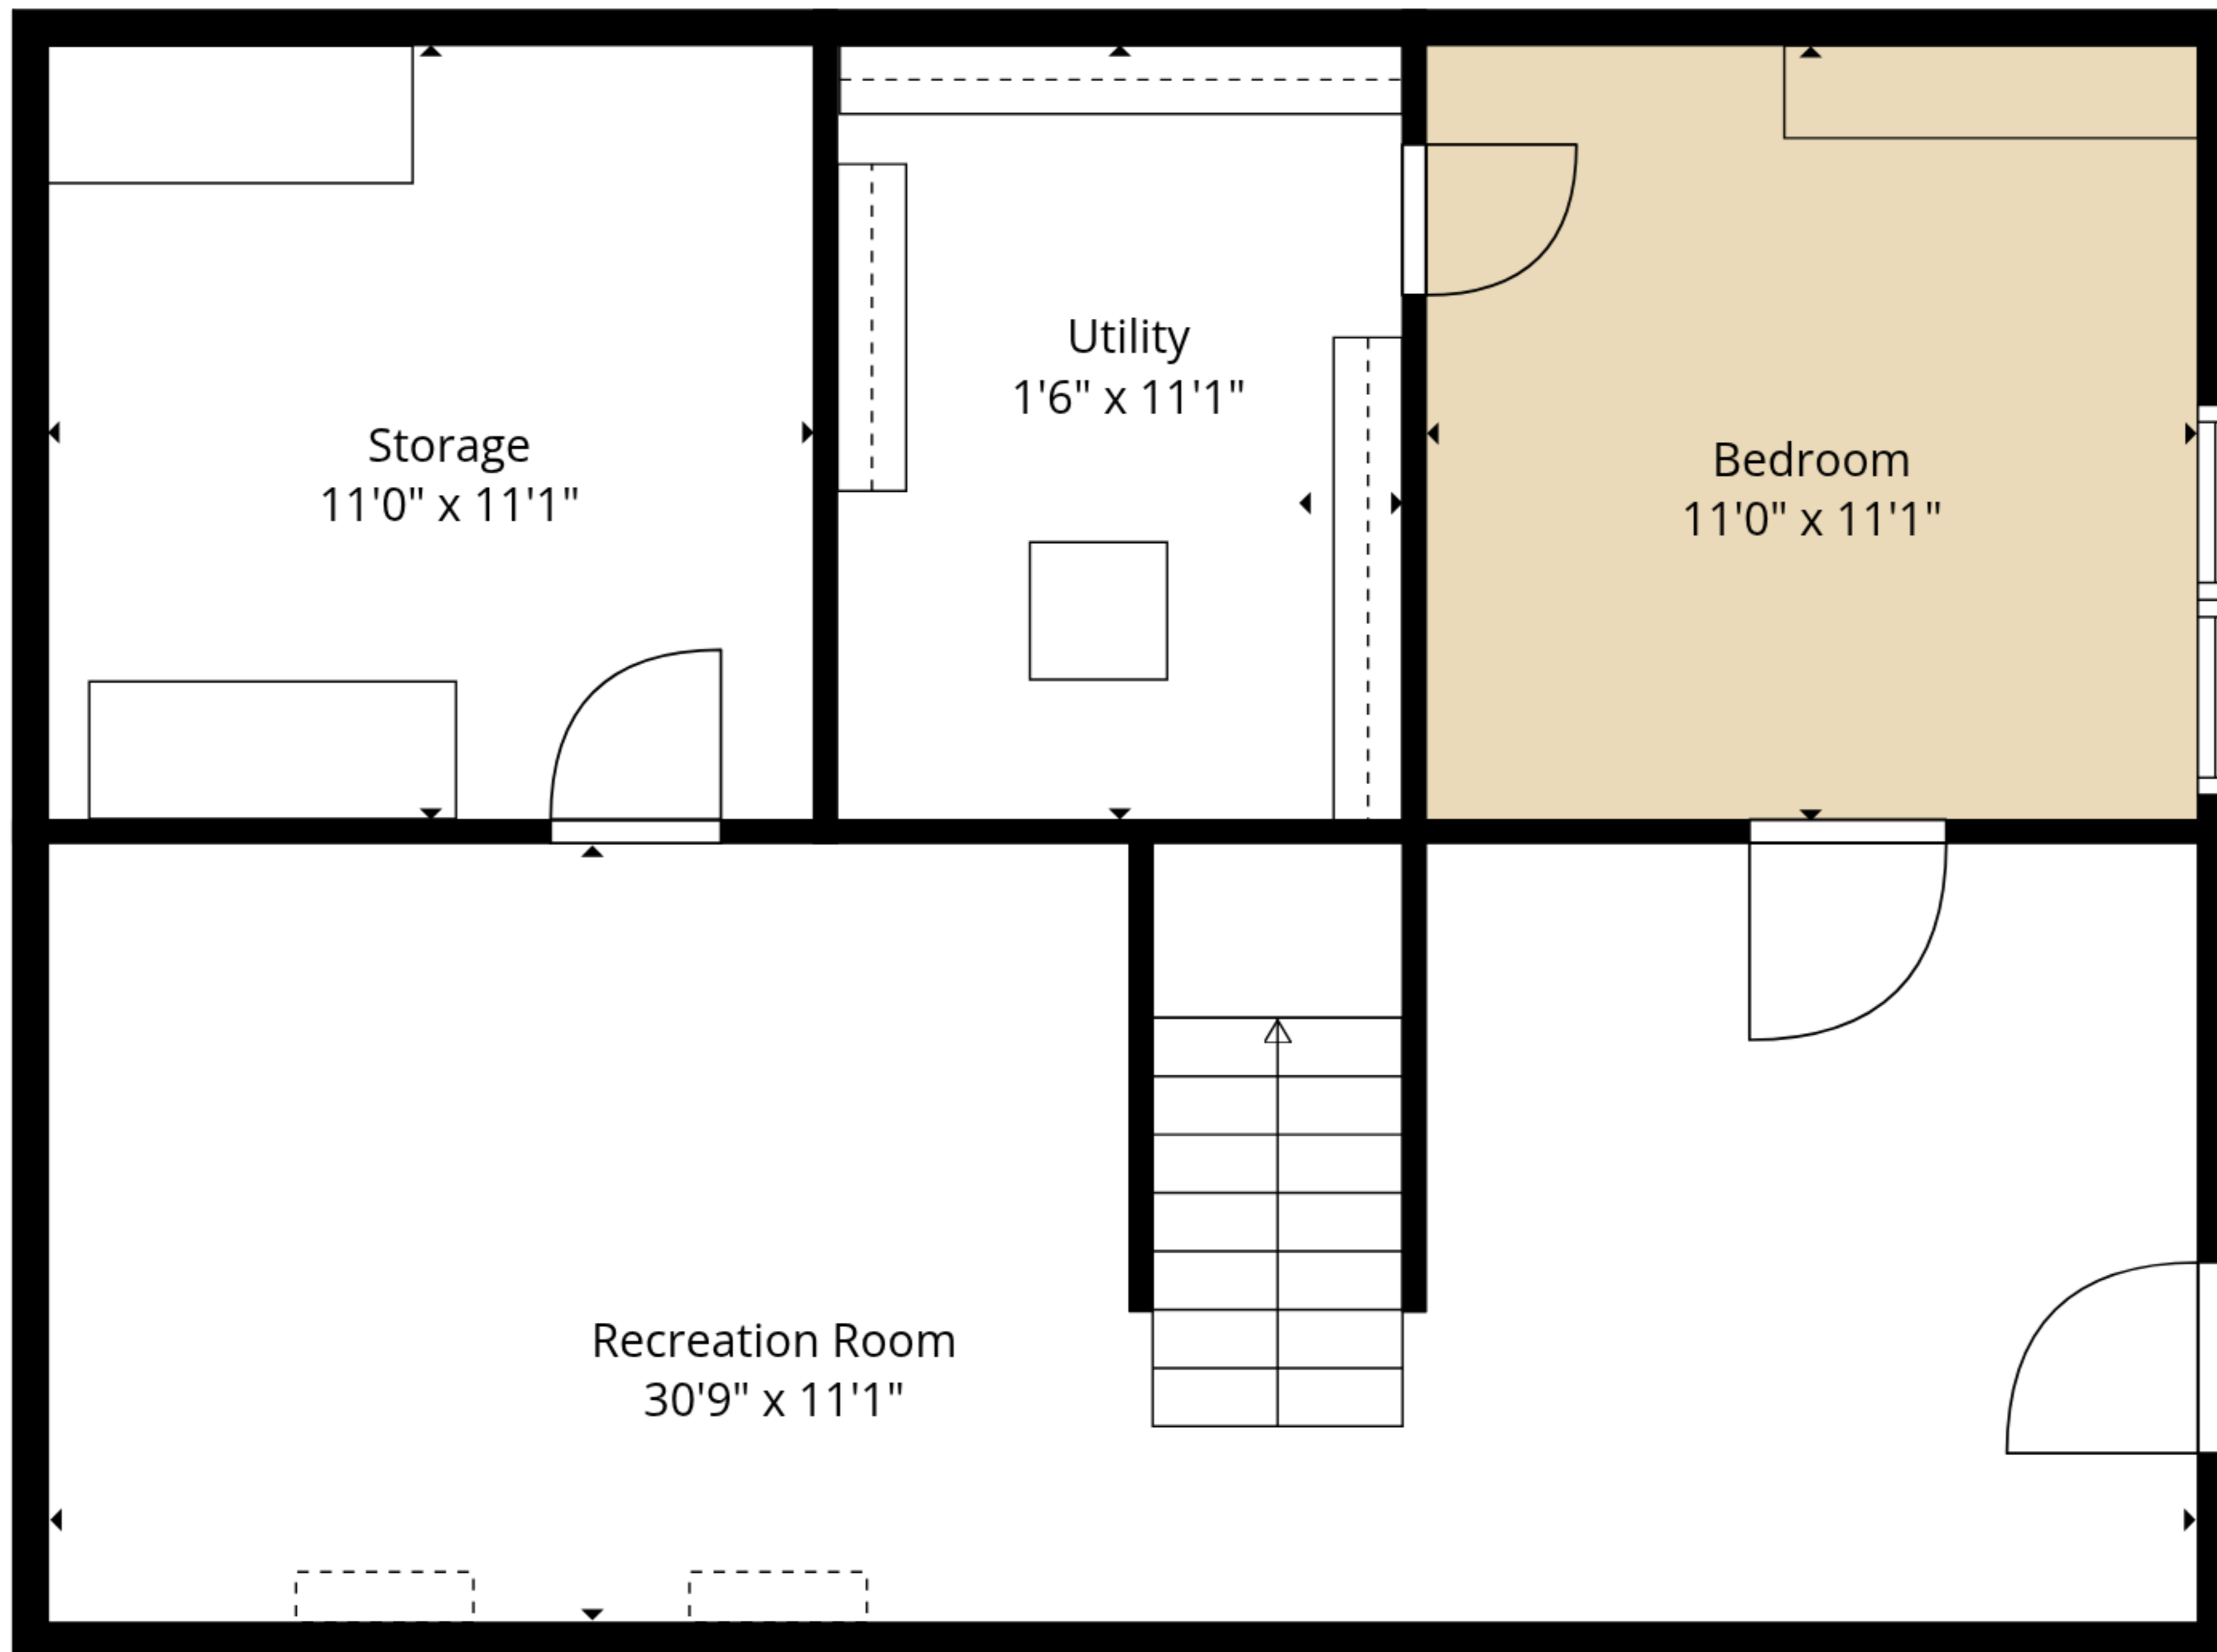 Utility
1'6" x 11'1"
Storage
11'0" x 11'1"
Bedroom
11'0" x 11'1"
Recreation Room
30'9" x 11'1"